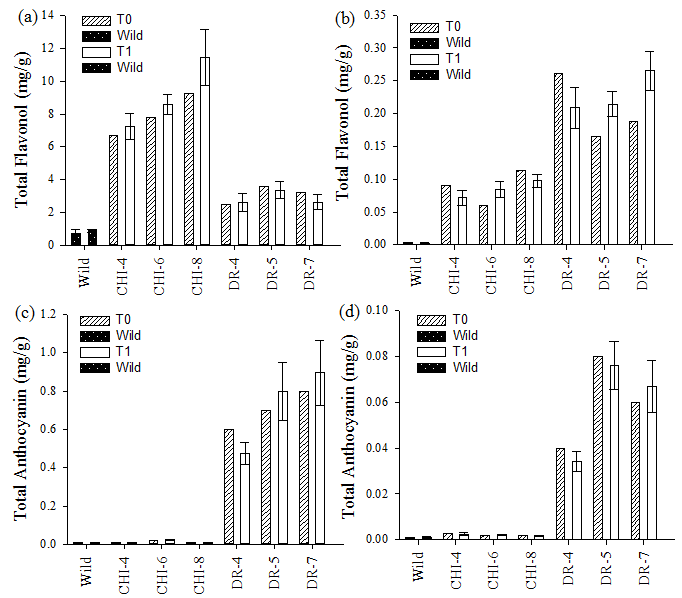 (a)
Total Flavonol (mg/g)
14
12
10
8
6
4
2
0
T0
Wild
T1
Wild
Wild
CHI-4
CHI-6
CHI-8
DR-4
DR-5
DR-7
(b)
Total Flavonol (mg/g)
0.35
0.30
0.25
0.20
0.15
0.10
0.05
0.00
T0
Wild
T1
Wild
Wild
CHI-4
CHI-6
CHI-8
DR-4
DR-5
DR-7
(c)
Total Anthocyanin (mg/g)
1.2
1.0
0.8
0.6
0.4
0.2
0.0
T0
Wild
T1
Wild
Wild
CHI-4
CHI-6
CHI-8
DR-4
DR-5
DR-7
(d)
Total Anthocyanin (mg/g)
0.10
0.08
0.06
0.04
0.02
0.00
T0
Wild
T1
Wild
Wild
CHI-4
CHI-6
CHI-8
DR-4
DR-5
DR-7